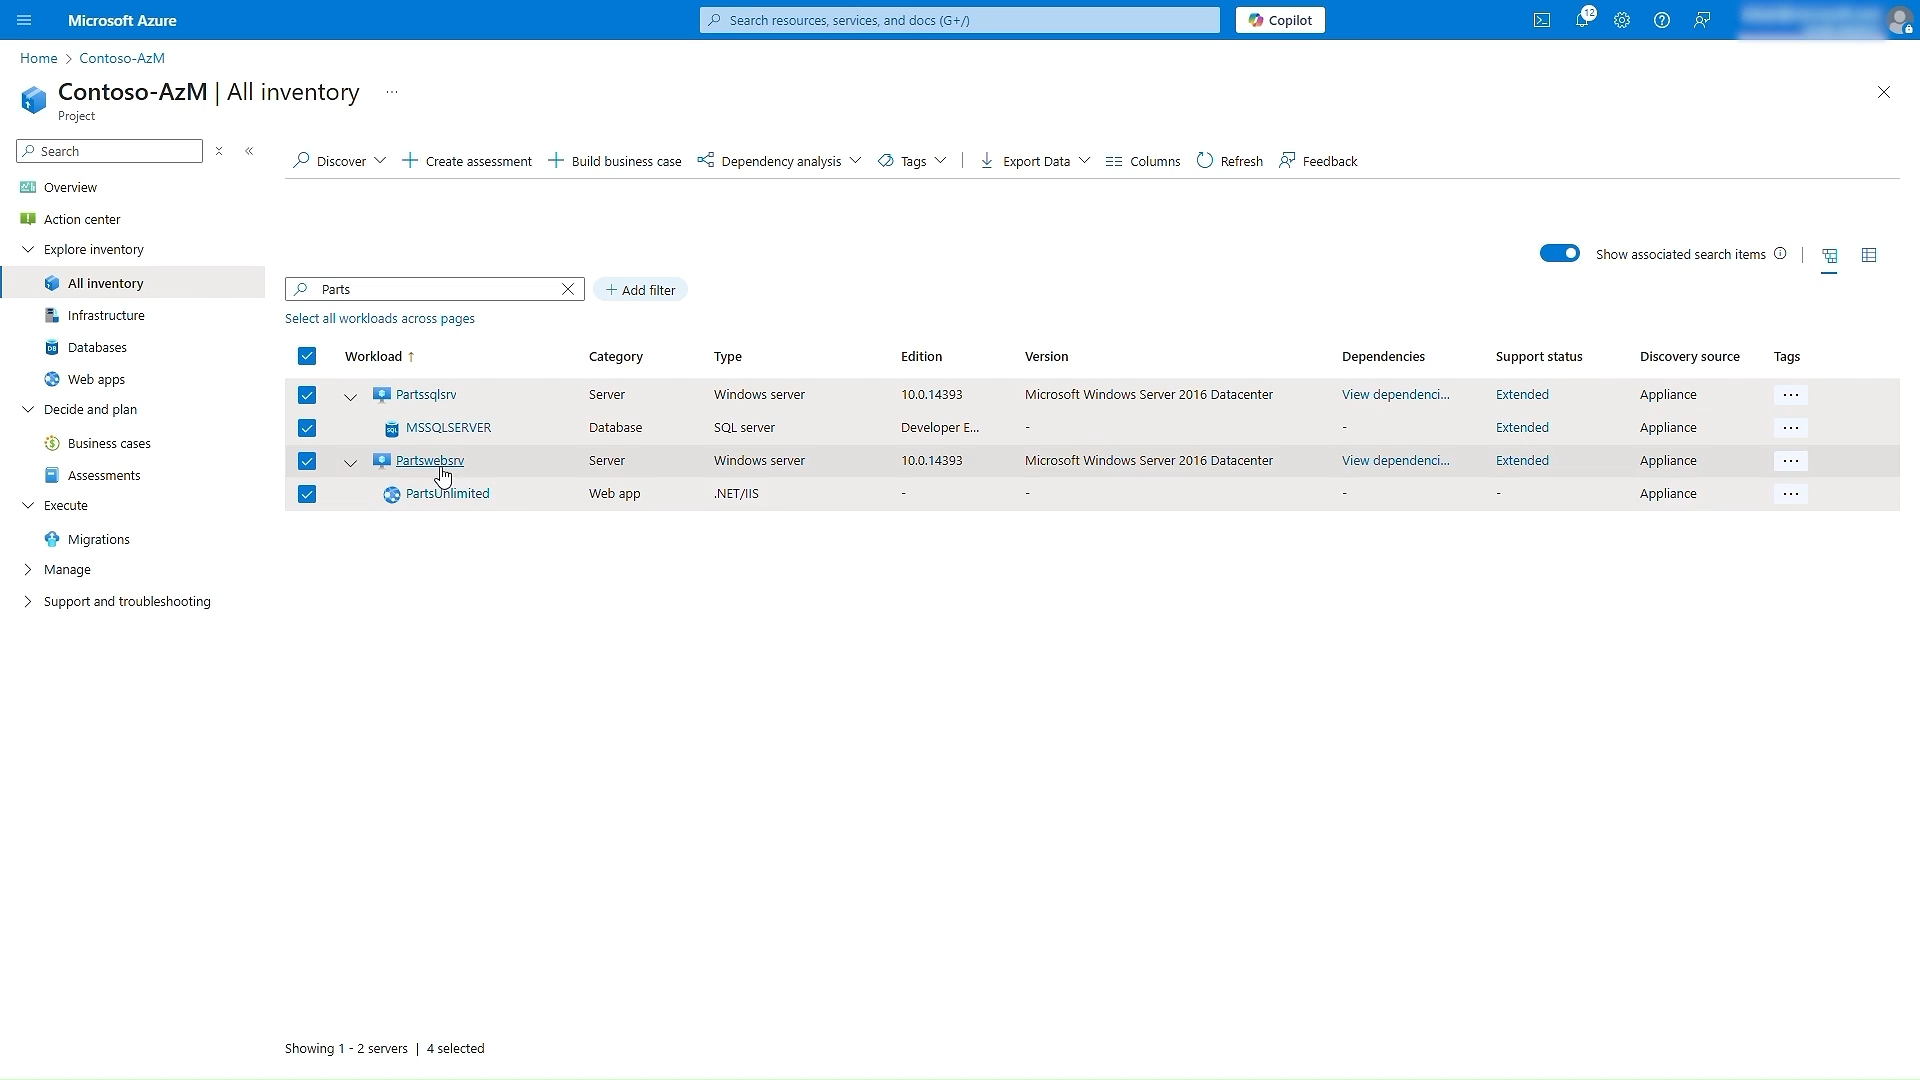 Microsoft Azure
Search resources, services, and docs (G+/)
Copilot
12
Home > Contoso-AzM
Contoso-AzM | All inventory ...
Project
Search
Discover
Create assessment
Build business case
Dependency analysis
Tags
Export Data
Columns
Refresh
Feedback
Overview
Action center
Explore inventory
All inventory
Infrastructure
Databases
Web apps
Decide and plan
Business cases
Assessments
Execute
Migrations
Manage
Support and troubleshooting
Show associated search items
Parts
Add filter
Select all workloads across pages
Workload ↑ Category Type Edition Version Dependencies Support status Discovery source Tags
Partssqlsrv Server Windows server 10.0.14393 Microsoft Windows Server 2016 Datacenter View dependenci... Extended Appliance ...
MSSQLSERVER Database SQL server Developer E... - - Extended Appliance ...
Partswebsrv Server Windows server 10.0.14393 Microsoft Windows Server 2016 Datacenter View dependenci... Extended Appliance ...
PartsUnlimited Web app .NET/IIS - - - - Appliance ...
Showing 1 - 2 servers | 4 selected